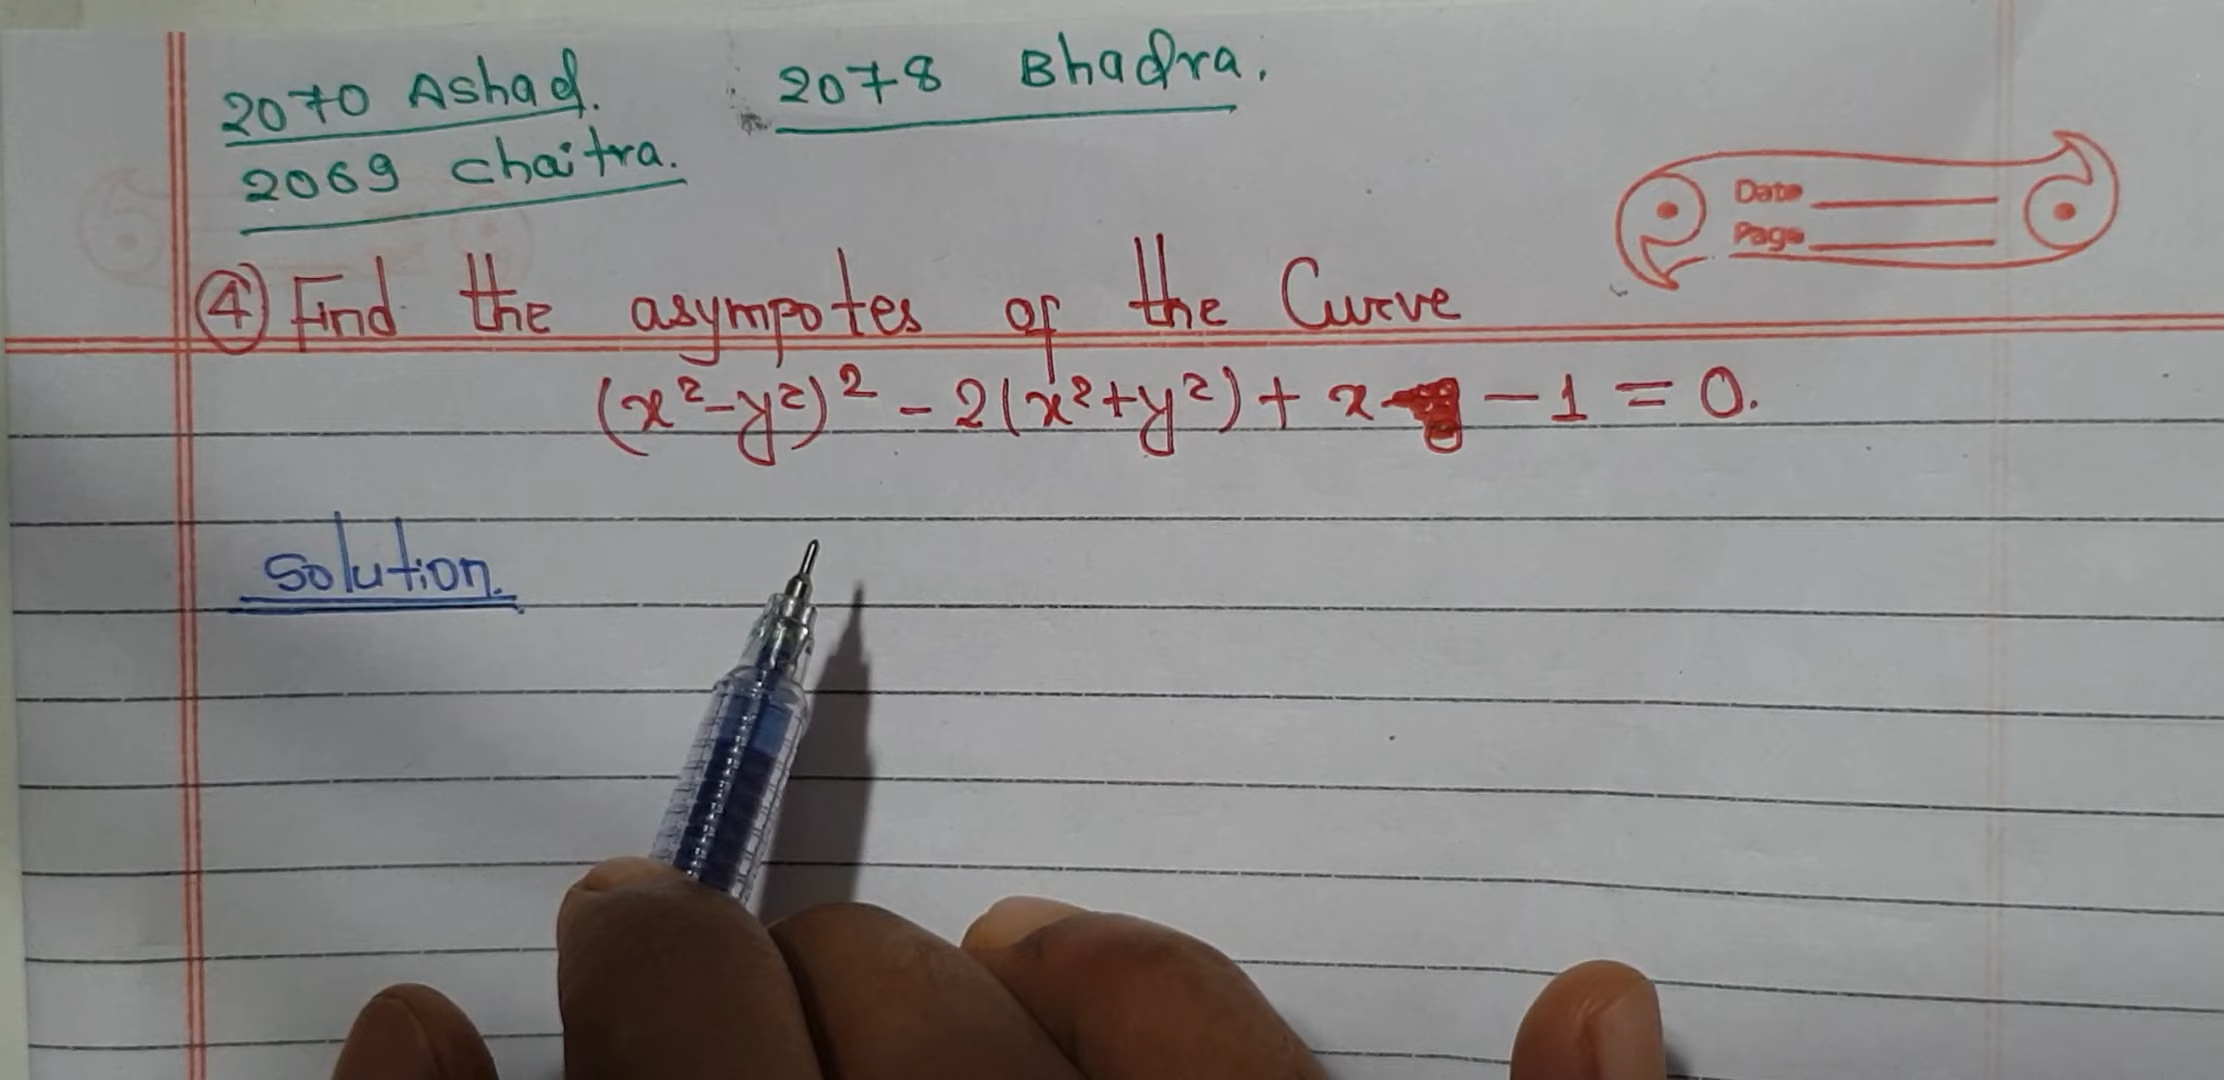 2070 Ashad. 2078 Bhadra.
2069 chaitra.
Date
Page
④ Find the asympotes of the Curve
(x²-y²)² - 2(x²+y²) + x - 1 = 0.
Solution.